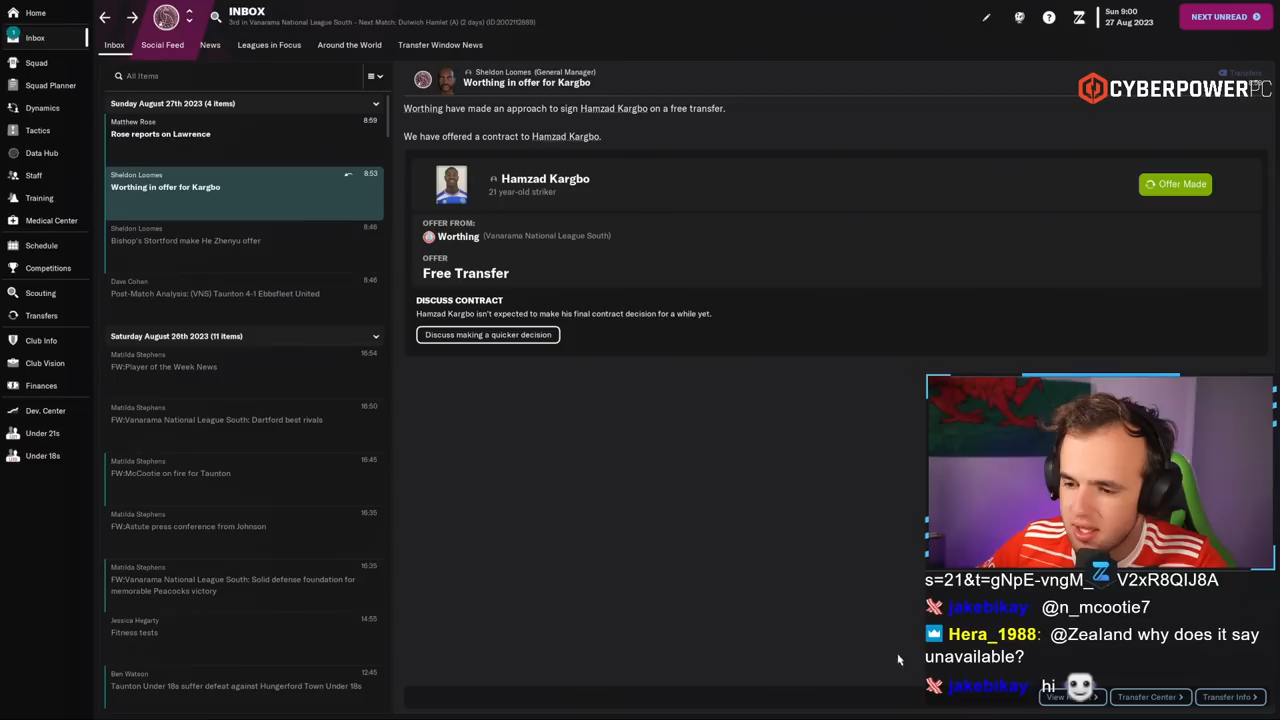 Home
Inbox
Squad
Squad Planner
Dynamics
Tactics
Data Hub
Staff
Training
Medical Center
Schedule
Competitions
Scouting
Transfers
Club Info
Club Vision
Finances
Dev. Center
Under 21s
Under 18s
INBOX
3rd in Vanarama National League South - Next Match: Dulwich Hamlet (A) (2 days) (ID:2002112889)
Sun 9:00
27 Aug 2023
NEXT UNREAD
Inbox Social Feed News Leagues in Focus Around the World Transfer Window News
All Items
Sunday August 27th 2023 (4 items)
Matthew Rose 8:59
Rose reports on Lawrence
Sheldon Loomes 8:53
Worthing in offer for Kargbo
Sheldon Loomes 8:46
Bishop's Stortford make He Zhenyu offer
Dave Cohen 8:46
Post-Match Analysis: (VNS) Taunton 4-1 Ebbsfleet United
Saturday August 26th 2023 (11 items)
Matilda Stephens 16:54
FW:Player of the Week News
Matilda Stephens 16:50
FW:Vanarama National League South: Dartford best rivals
Matilda Stephens 16:45
FW:McCootie on fire for Taunton
Matilda Stephens 16:35
FW:Astute press conference from Johnson
Matilda Stephens 16:35
FW:Vanarama National League South: Solid defense foundation for
memorable Peacocks victory
Jessica Hegarty 14:55
Fitness tests
Ben Watson 12:45
Taunton Under 18s suffer defeat against Hungerford Town Under 18s
Sheldon Loomes (General Manager)
Worthing in offer for Kargbo
Transfers
CYBERPOWERPC
Worthing have made an approach to sign Hamzad Kargbo on a free transfer.
We have offered a contract to Hamzad Kargbo.
Hamzad Kargbo
21 year-old striker
Offer Made
OFFER FROM:
Worthing (Vanarama National League South)
OFFER
Free Transfer
DISCUSS CONTRACT
Hamzad Kargbo isn't expected to make his final contract decision for a while yet.
Discuss making a quicker decision
s=21&t=gNpE-vngM_ V2xR8QIJ8A
jakebikay @n_mcootie7
Hera_1988: @Zealand why does it say
unavailable?
jakebikay hi
View
Transfer Center
Transfer Info